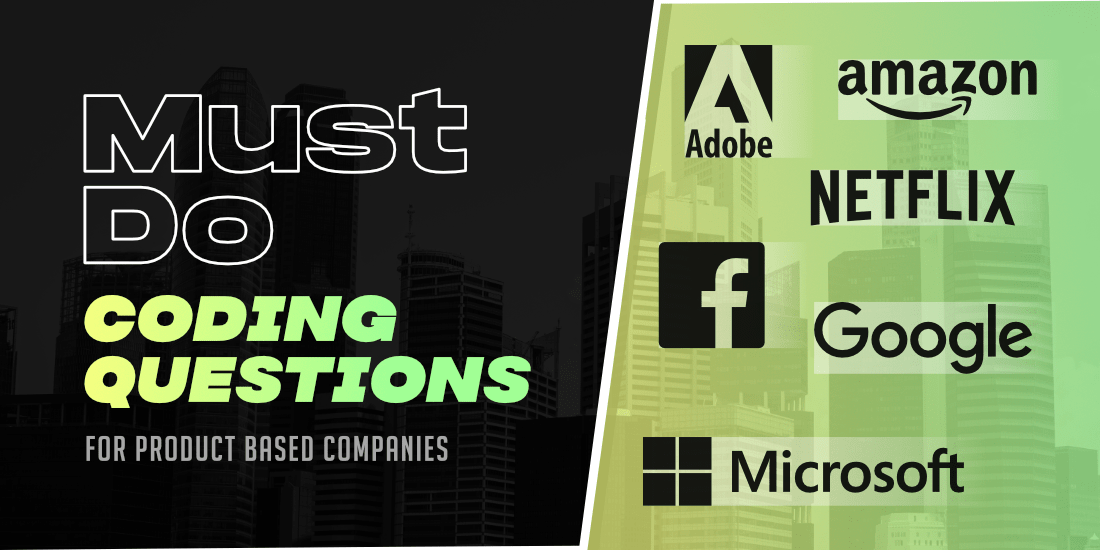 Must
Do
CODING
QUESTIONS
FOR PRODUCT BASED COMPANIES
Adobe
amazon
NETFLIX
f
Google
Microsoft